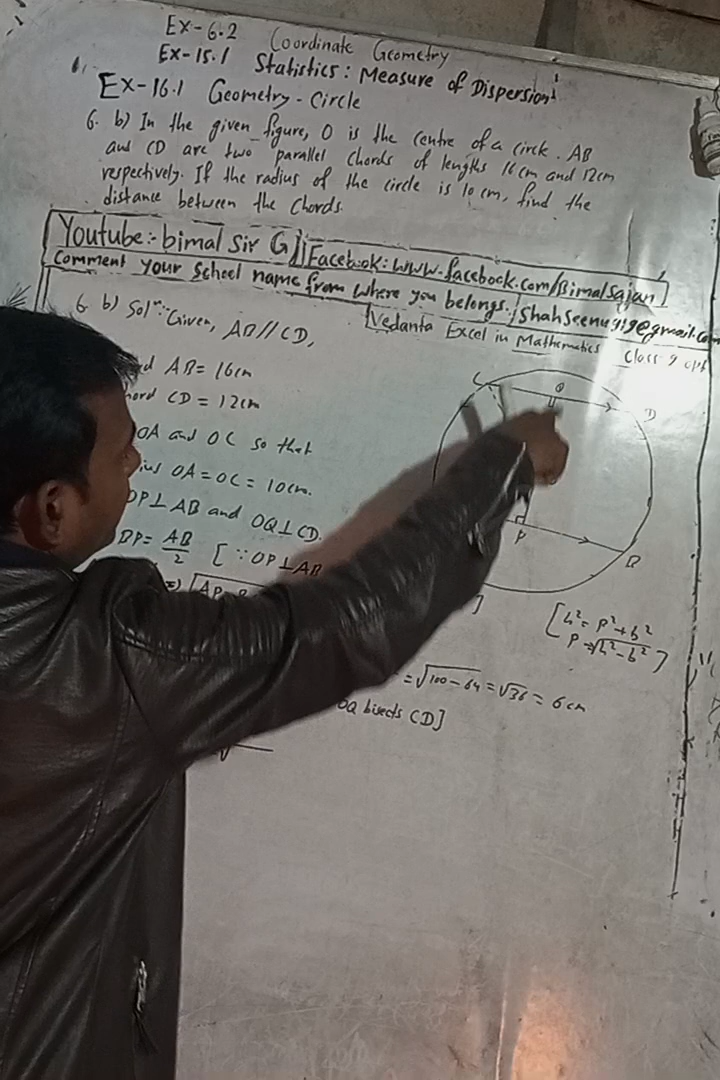 Ex-6.2 Coordinate Geometry
Ex-15.1 Statistics: Measure of Dispersion
Ex-16.1 Geometry-Circle
6. b) In the given figure, O is the centre of a circle. AB
and CD are two parallel chords of lengths 16cm and 12cm
respectively. If the radius of the circle is 10 cm, find the
distance between the chords.
Youtube:- bimal Sir G Facebook: www.facebook.com/BimalSajan
Comment your School name from where you belongs.
Vedanta Excel in Mathematics Class 9 opt
6 b) Solⁿ: Given, AB//CD,
AB = 16cm
CD = 12cm
OA and OC so that
OA = OC = 10cm.
OP⊥AB and OQ⊥CD.
= AB/2 [∵ OP⊥AB
C Q D
P B
[h² = p²+b²
p = √h²-b²]
= √100-64 = √36 = 6cm
OQ bisects CD]